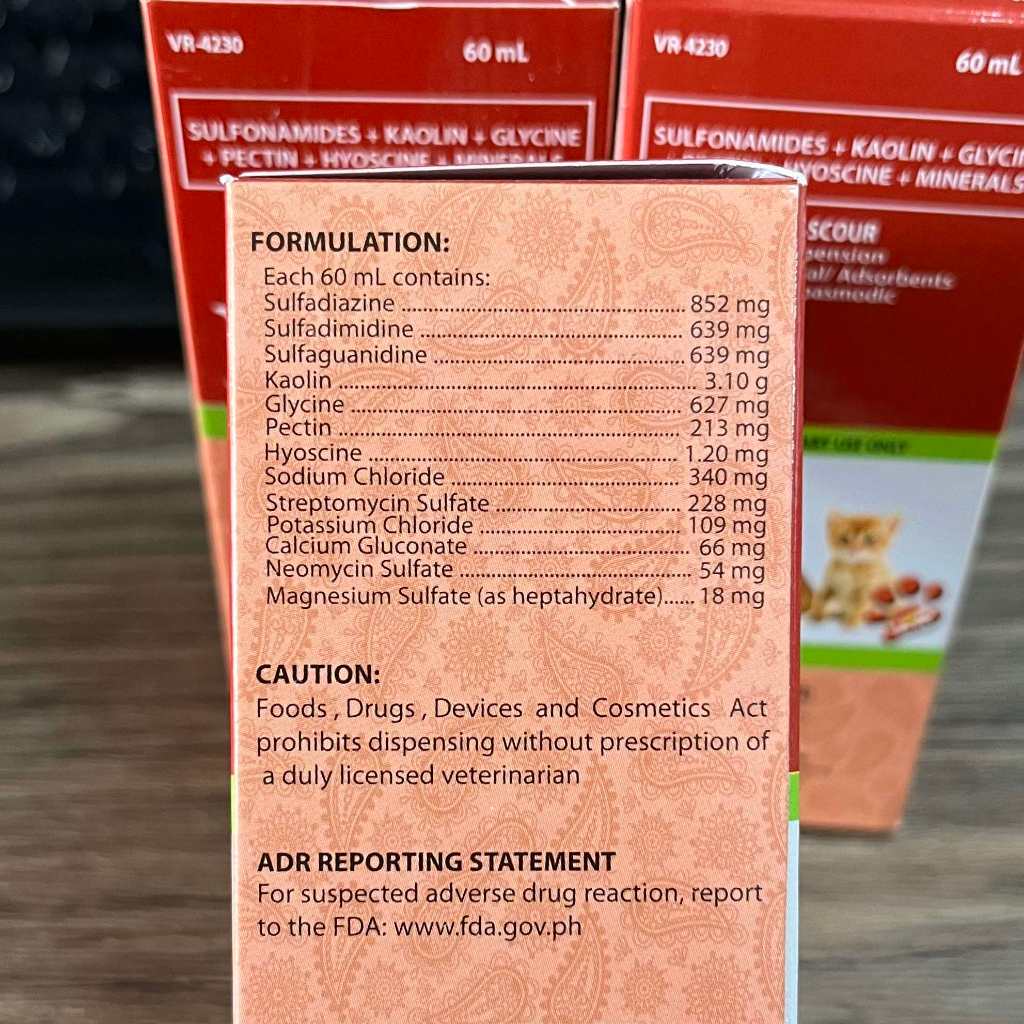 VR-4230
60 mL
SULFONAMIDES + KAOLIN + GLYCINE
+ PECTIN + HYOSCINE + MINERALS
VR-4230
60 mL
SULFONAMIDES + KAOLIN +
HYOSCINE + MINERALS
SCOUR
Adsorbents
USE ONLY
FORMULATION:
Each 60 mL contains:
Sulfadiazine ........ 852 mg
Sulfadimidine ........ 639 mg
Sulfaguanidine ........ 639 mg
Kaolin ........ 3.10 g
Glycine ........ 627 mg
Pectin ........ 213 mg
Hyoscine ........ 1.20 mg
Sodium Chloride ........ 340 mg
Streptomycin Sulfate ........ 228 mg
Potassium Chloride ........ 109 mg
Calcium Gluconate ........ 66 mg
Neomycin Sulfate ........ 54 mg
Magnesium Sulfate (as heptahydrate)...... 18 mg
CAUTION:
Foods , Drugs , Devices and Cosmetics Act
prohibits dispensing without prescription of
a duly licensed veterinarian
ADR REPORTING STATEMENT
For suspected adverse drug reaction, report
to the FDA: www.fda.gov.ph